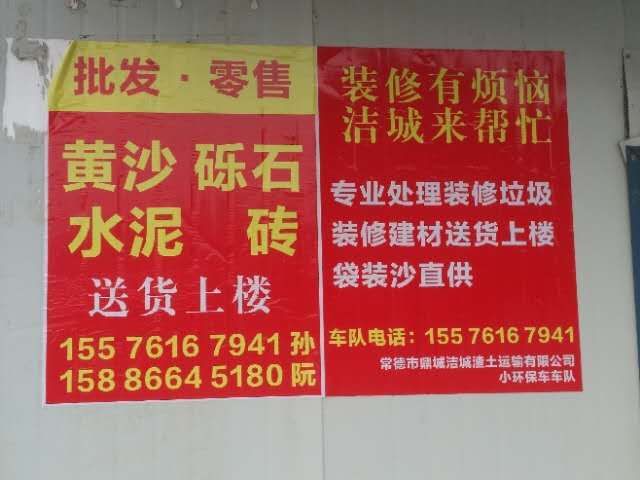 批发·零售
黄沙 砾石
水泥 砖
送货上楼
155 7616 7941 孙
158 8664 5180 阮
装修有烦恼
洁城来帮忙
专业处理装修垃圾
装修建材送货上楼
袋装沙直供
车队电话：155 7616 7941
常德市鼎城洁城渣土运输有限公司
小环保车车队